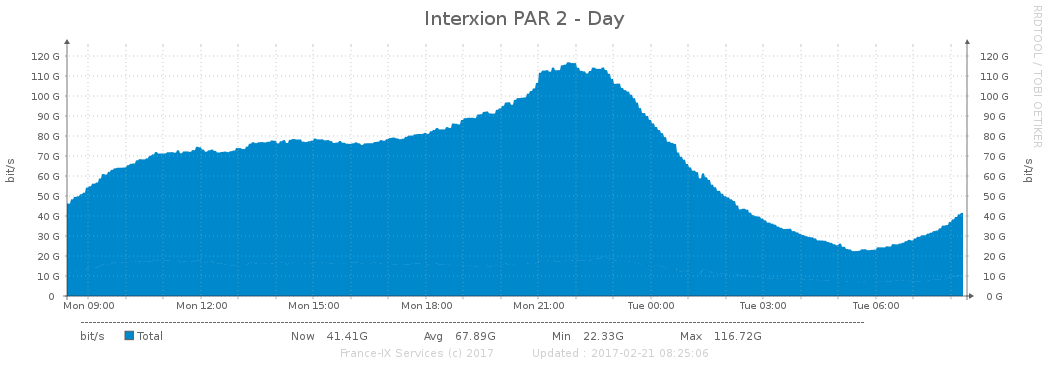 Interxion PAR 2 - Day
RRDTOOL / TOBI OETIKER
120 G 120 G
110 G 110 G
100 G 100 G
90 G 90 G
80 G 80 G
70 G 70 G
60 G 60 G
50 G 50 G
40 G 40 G
30 G 30 G
20 G 20 G
10 G 10 G
0 0 G
bit/s
bit/s
Mon 09:00 Mon 12:00 Mon 15:00 Mon 18:00 Mon 21:00 Tue 00:00 Tue 03:00 Tue 06:00
bit/s Total Now 41.41G Avg 67.89G Min 22.33G Max 116.72G
France-IX Services (c) 2017 Updated : 2017-02-21 08:25:06